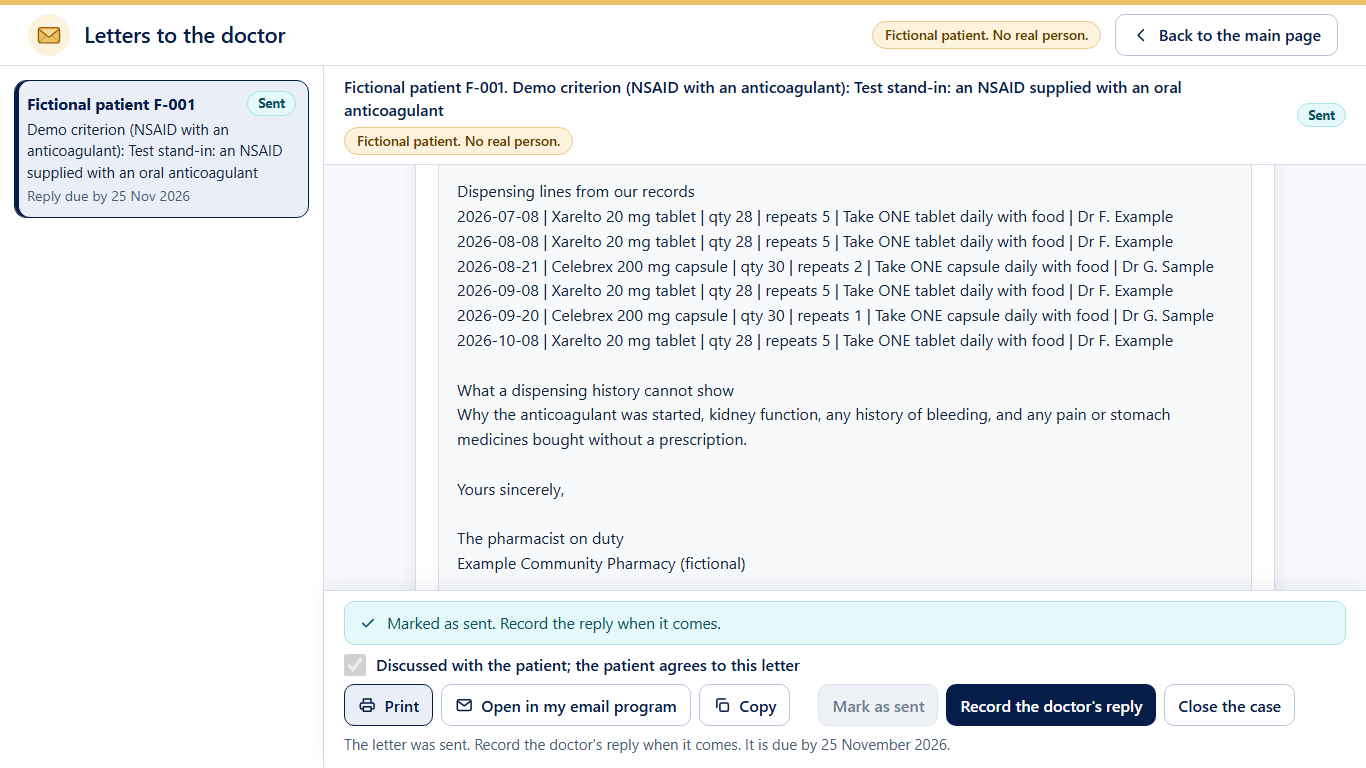 Letters to the doctor
Fictional patient. No real person.
Back to the main page
Fictional patient F-001
Sent
Demo criterion (NSAID with an
anticoagulant): Test stand-in: an NSAID
supplied with an oral anticoagulant
Reply due by 25 Nov 2026
Fictional patient F-001. Demo criterion (NSAID with an anticoagulant): Test stand-in: an NSAID supplied with an oral
anticoagulant
Fictional patient. No real person.
Sent
Dispensing lines from our records
2026-07-08 | Xarelto 20 mg tablet | qty 28 | repeats 5 | Take ONE tablet daily with food | Dr F. Example
2026-08-08 | Xarelto 20 mg tablet | qty 28 | repeats 5 | Take ONE tablet daily with food | Dr F. Example
2026-08-21 | Celebrex 200 mg capsule | qty 30 | repeats 2 | Take ONE capsule daily with food | Dr G. Sample
2026-09-08 | Xarelto 20 mg tablet | qty 28 | repeats 5 | Take ONE tablet daily with food | Dr F. Example
2026-09-20 | Celebrex 200 mg capsule | qty 30 | repeats 1 | Take ONE capsule daily with food | Dr G. Sample
2026-10-08 | Xarelto 20 mg tablet | qty 28 | repeats 5 | Take ONE tablet daily with food | Dr F. Example
What a dispensing history cannot show
Why the anticoagulant was started, kidney function, any history of bleeding, and any pain or stomach
medicines bought without a prescription.
Yours sincerely,
The pharmacist on duty
Example Community Pharmacy (fictional)
Marked as sent. Record the reply when it comes.
Discussed with the patient; the patient agrees to this letter
Print
Open in my email program
Copy
Mark as sent
Record the doctor's reply
Close the case
The letter was sent. Record the doctor's reply when it comes. It is due by 25 November 2026.